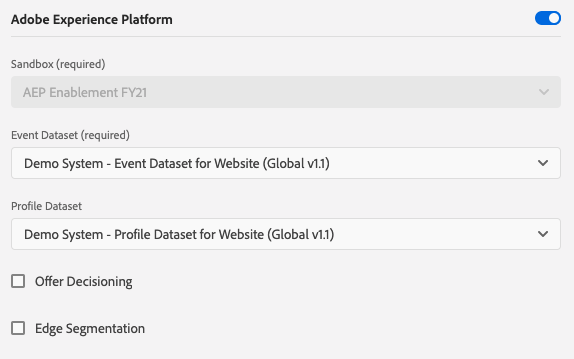 Adobe Experience Platform
Sandbox (required)
AEP Enablement FY21
Event Dataset (required)
Demo System - Event Dataset for Website (Global v1.1)
Profile Dataset
Demo System - Profile Dataset for Website (Global v1.1)
Offer Decisioning
Edge Segmentation